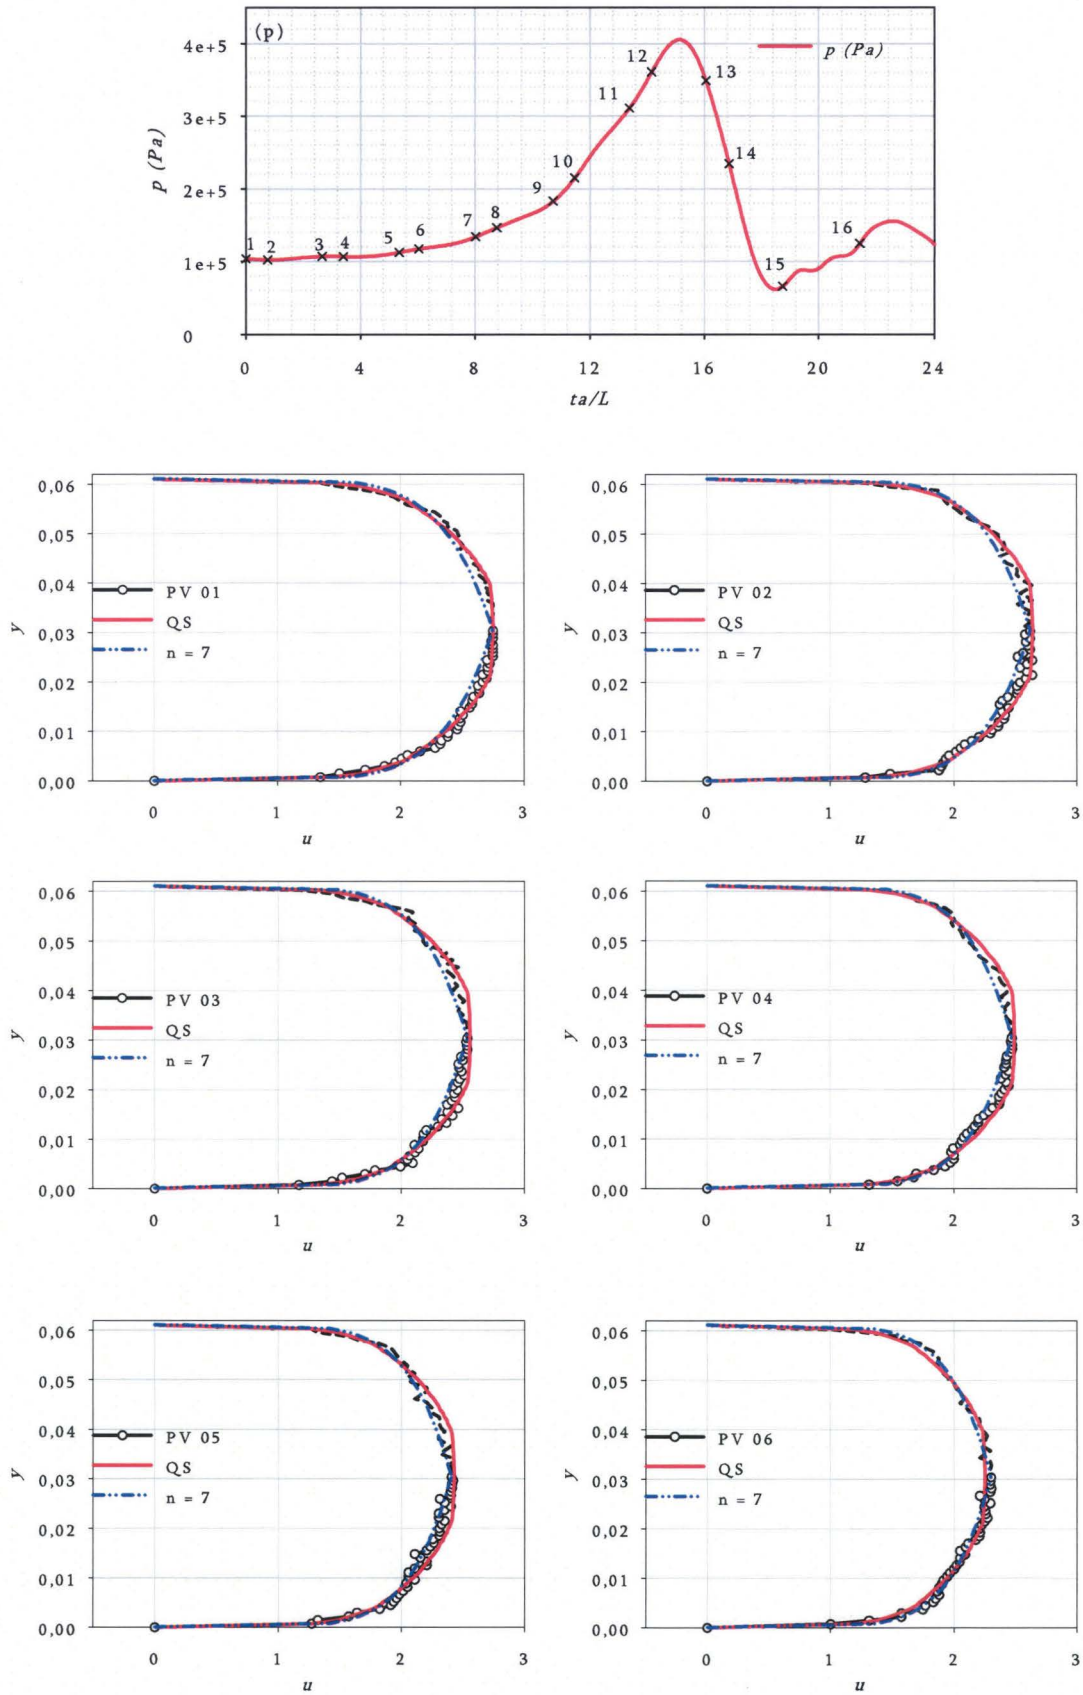 (p)
4e+5
3e+5
2e+5
1e+5
0
p (Pa)
p (Pa)
1 2 3 4 5 6 7 8 9 10 11 12 13 14 15 16
0 4 8 12 16 20 24
ta/L
0,06
0,05
0,04
0,03
0,02
0,01
0,00
y
PV 01
QS
n = 7
0 1 2 3
u
0,06
0,05
0,04
0,03
0,02
0,01
0,00
y
PV 02
QS
n = 7
0 1 2 3
u
0,06
0,05
0,04
0,03
0,02
0,01
0,00
y
PV 03
QS
n = 7
0 1 2 3
u
0,06
0,05
0,04
0,03
0,02
0,01
0,00
y
PV 04
QS
n = 7
0 1 2 3
u
0,06
0,05
0,04
0,03
0,02
0,01
0,00
y
PV 05
QS
n = 7
0 1 2 3
u
0,06
0,05
0,04
0,03
0,02
0,01
0,00
y
PV 06
QS
n = 7
0 1 2 3
u